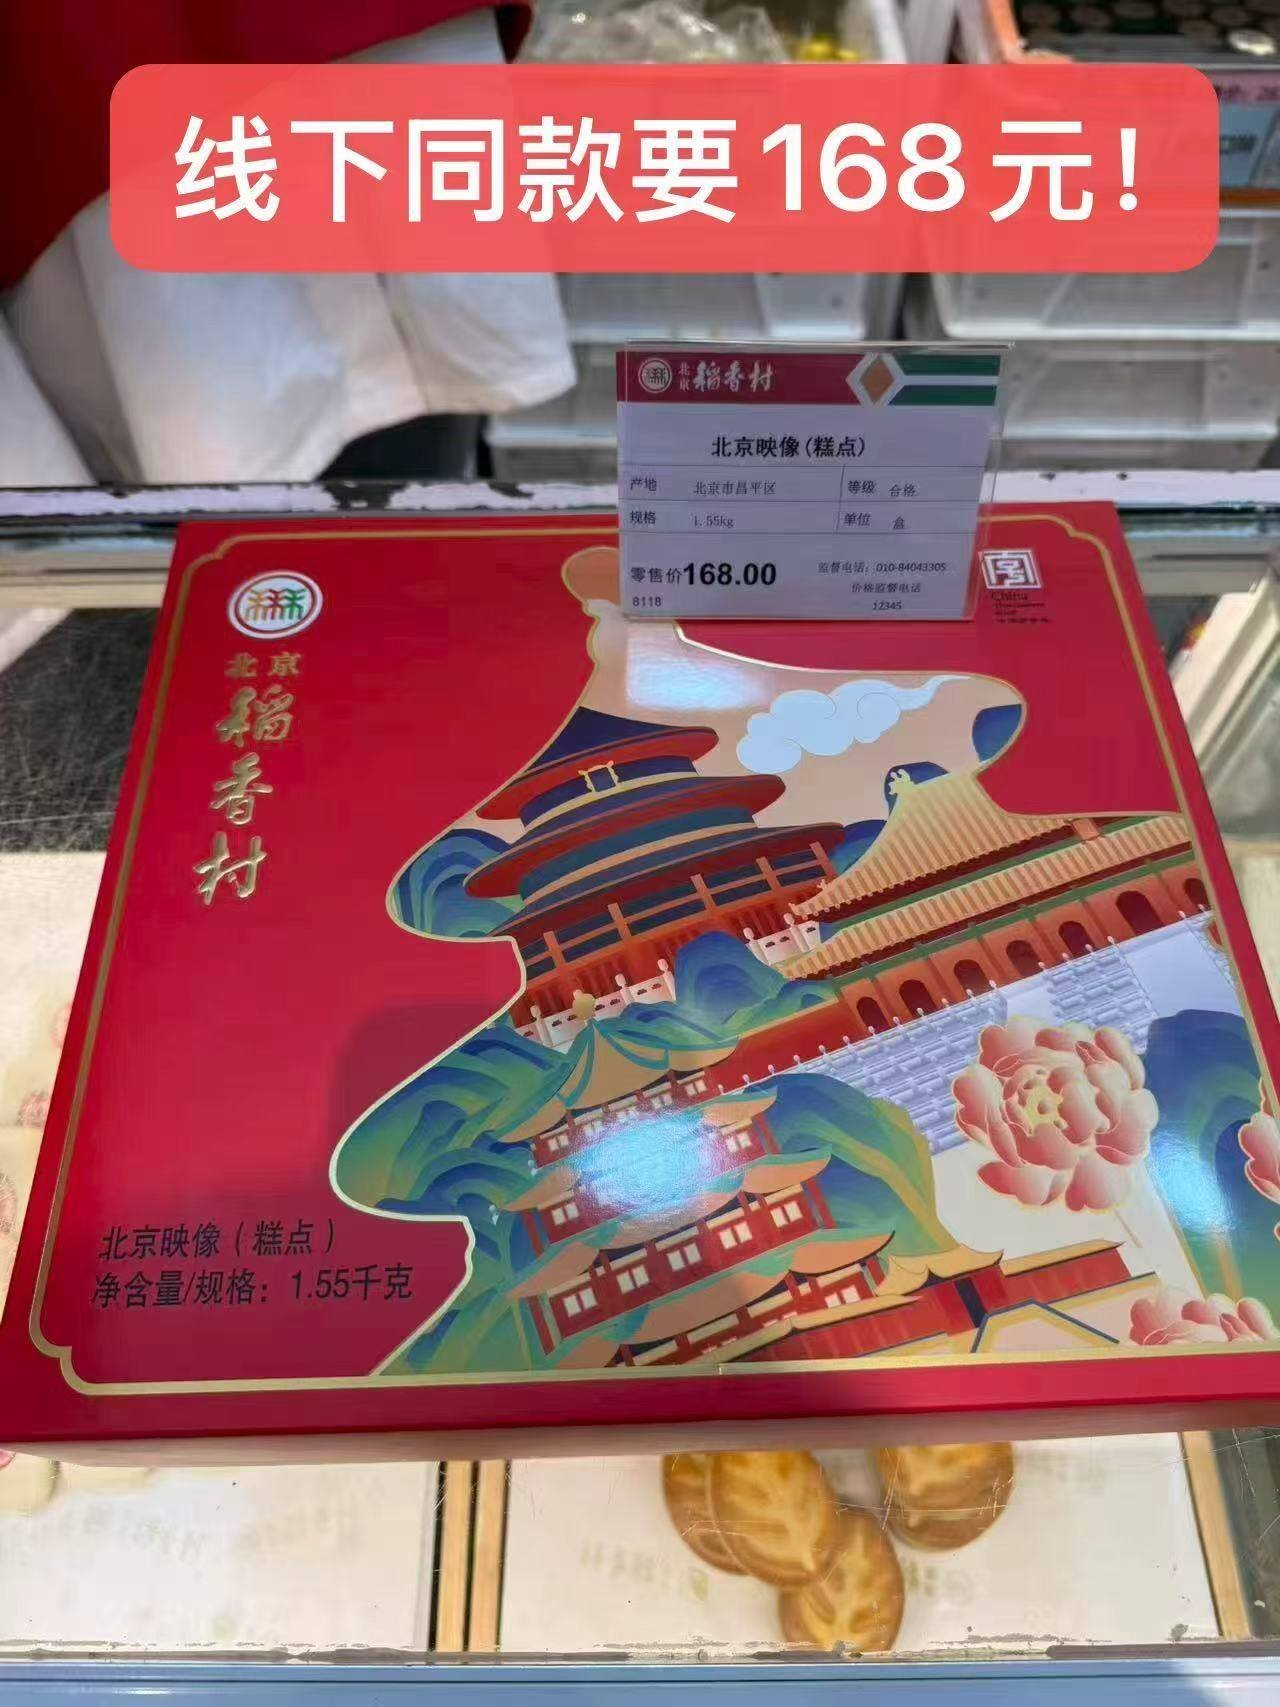 线下同款要168元!
北京 稻香村
北京映像(糕点)
产地 北京市昌平区 等级 合格
规格 1.55kg 单位 盒
零售价168.00 监督电话:010-84043305
8118 价格监督电话
12345
China
北京
稻香村
北京映像(糕点)
净含量/规格:1.55千克